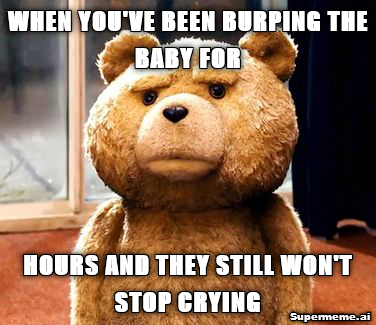 WHEN YOU'VE BEEN BURPING THE
BABY FOR
HOURS AND THEY STILL WON'T
STOP CRYING
Supermeme.ai